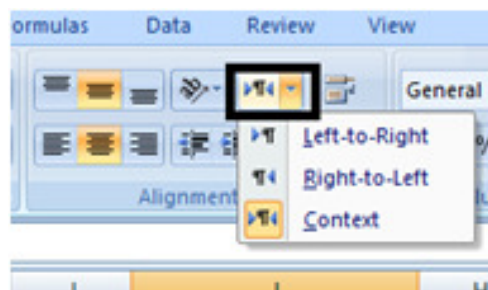 ormulas Data Review View
General
Left-to-Right
%
Right-to-Left
Alignment
Context